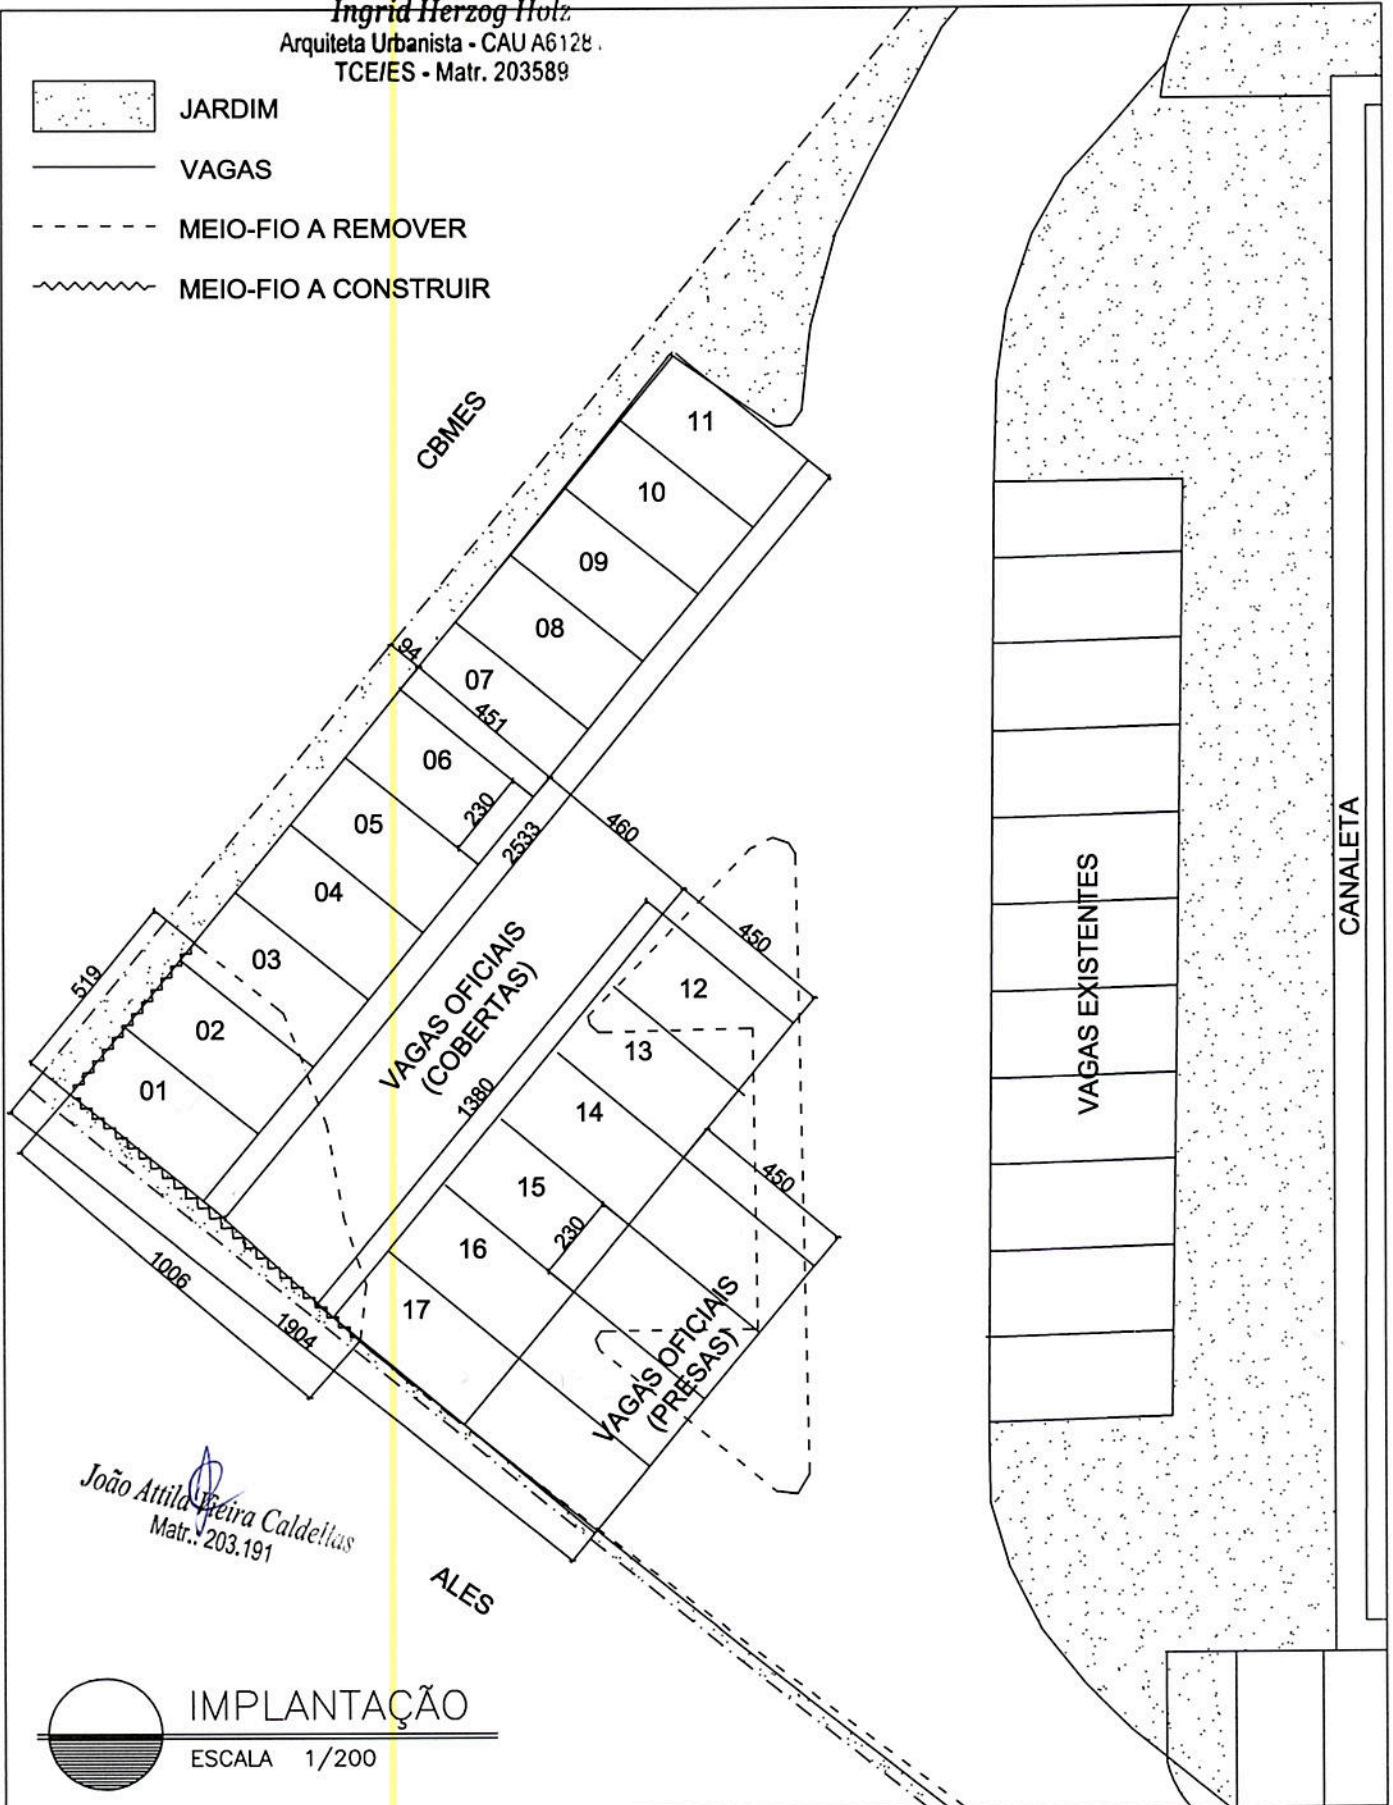 Ingrid Herzog Holz
Arquiteta Urbanista - CAU A6128
TCE/ES - Matr. 203589
JARDIM
VAGAS
MEIO-FIO A REMOVER
MEIO-FIO A CONSTRUIR
CBMES
11
10
09
08
94
07
451
06
230
05
2533
460
04
03
519
02
01
VAGAS OFICIAIS
(COBERTAS)
450
12
13
1380
14
15
450
230
16
17
VAGAS OFICIAIS
(PRESAS)
1006
1904
VAGAS EXISTENTES
CANALETA
João Attila Vieira Caldellas
Matr.: 203.191
ALES
IMPLANTAÇÃO
ESCALA 1/200